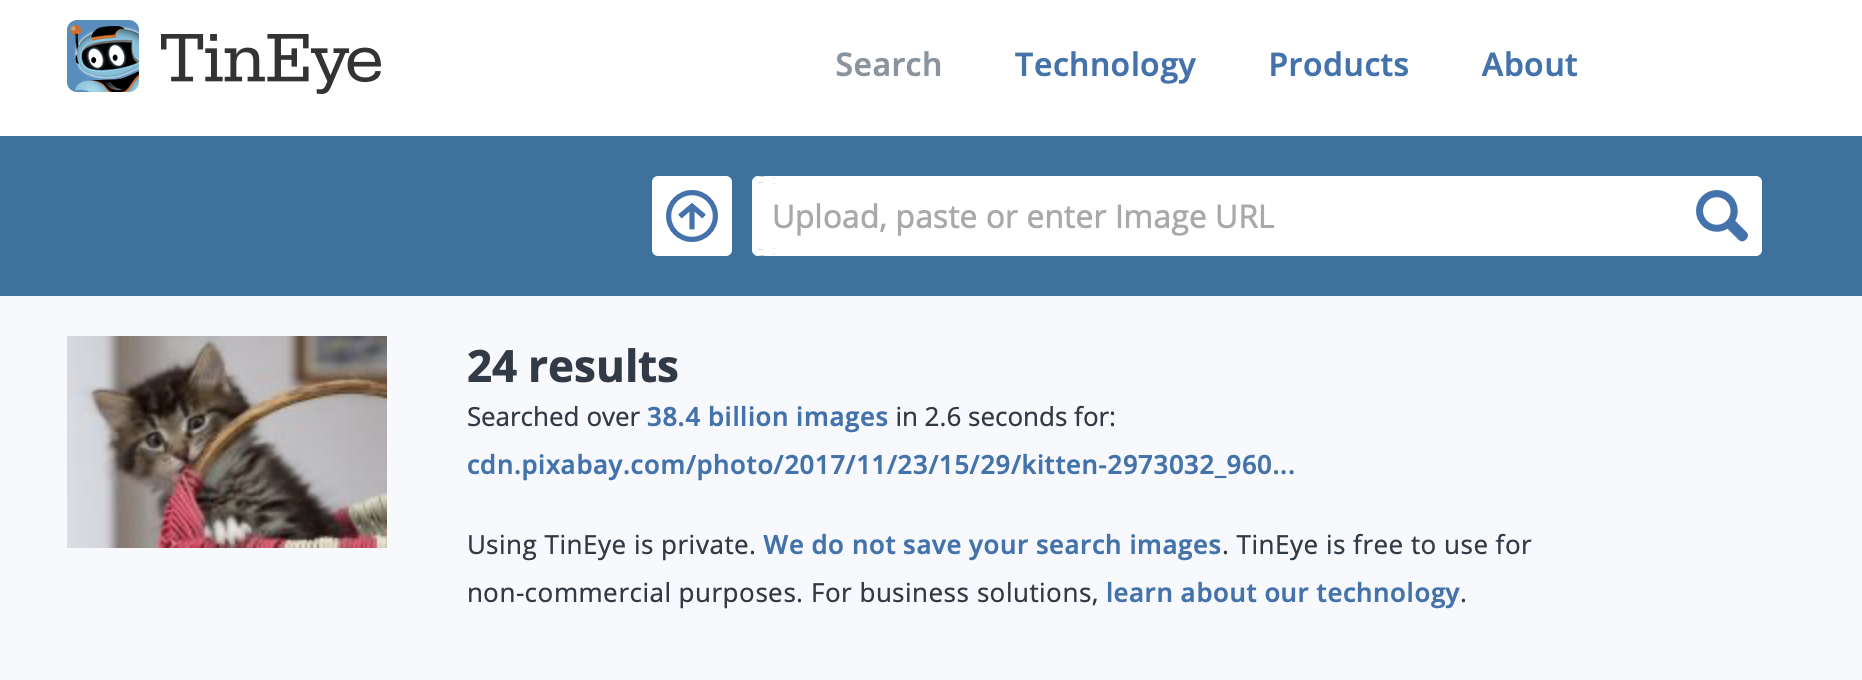 TinEye
Search Technology Products About
Upload, paste or enter Image URL
24 results
Searched over 38.4 billion images in 2.6 seconds for:
cdn.pixabay.com/photo/2017/11/23/15/29/kitten-2973032_960...
Using TinEye is private. We do not save your search images. TinEye is free to use for
non-commercial purposes. For business solutions, learn about our technology.